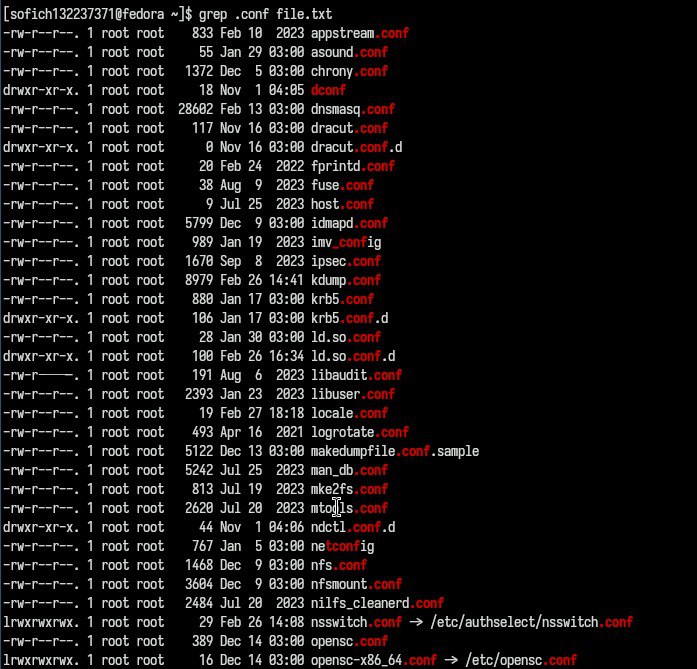 [sofich132237371@fedora ~]$ grep .conf file.txt
-rw-r--r--. 1 root root   833 Feb 10  2023 appstream.conf
-rw-r--r--. 1 root root    55 Jan 29 03:00 asound.conf
-rw-r--r--. 1 root root  1372 Dec  5 03:00 chrony.conf
drwxr-xr-x. 1 root root    18 Nov  1 04:05 dconf
-rw-r--r--. 1 root root 28602 Feb 13 03:00 dnsmasq.conf
-rw-r--r--. 1 root root   117 Nov 16 03:00 dracut.conf
drwxr-xr-x. 1 root root     0 Nov 16 03:00 dracut.conf.d
-rw-r--r--. 1 root root    20 Feb 24  2022 fprintd.conf
-rw-r--r--. 1 root root    38 Aug  9  2023 fuse.conf
-rw-r--r--. 1 root root     9 Jul 25  2023 host.conf
-rw-r--r--. 1 root root  5799 Dec  9 03:00 idmapd.conf
-rw-r--r--. 1 root root   989 Jan 19  2023 imv_config
-rw-r--r--. 1 root root  1670 Sep  8  2023 ipsec.conf
-rw-r--r--. 1 root root  8979 Feb 26 14:41 kdump.conf
-rw-r--r--. 1 root root   880 Jan 17 03:00 krb5.conf
drwxr-xr-x. 1 root root   106 Jan 17 03:00 krb5.conf.d
-rw-r--r--. 1 root root    28 Jan 30 03:00 ld.so.conf
drwxr-xr-x. 1 root root   100 Feb 26 16:34 ld.so.conf.d
-rw-r-----. 1 root root   191 Aug  6  2023 libaudit.conf
-rw-r--r--. 1 root root  2393 Jan 23  2023 libuser.conf
-rw-r--r--. 1 root root    19 Feb 27 18:18 locale.conf
-rw-r--r--. 1 root root   493 Apr 16  2021 logrotate.conf
-rw-r--r--. 1 root root  5122 Dec 13 03:00 makedumpfile.conf.sample
-rw-r--r--. 1 root root  5242 Jul 25  2023 man_db.conf
-rw-r--r--. 1 root root   813 Jul 19  2023 mke2fs.conf
-rw-r--r--. 1 root root  2620 Jul 20  2023 mtools.conf
drwxr-xr-x. 1 root root    44 Nov  1 04:06 ndctl.conf.d
-rw-r--r--. 1 root root   767 Jan  5 03:00 netconfig
-rw-r--r--. 1 root root  1468 Dec  9 03:00 nfs.conf
-rw-r--r--. 1 root root  3604 Dec  9 03:00 nfsmount.conf
-rw-r--r--. 1 root root  2484 Jul 20  2023 nilfs_cleanerd.conf
lrwxrwxrwx. 1 root root    29 Feb 26 14:08 nsswitch.conf -> /etc/authselect/nsswitch.conf
-rw-r--r--. 1 root root   389 Dec 14 03:00 opensc.conf
lrwxrwxrwx. 1 root root    16 Dec 14 03:00 opensc-x86_64.conf -> /etc/opensc.conf